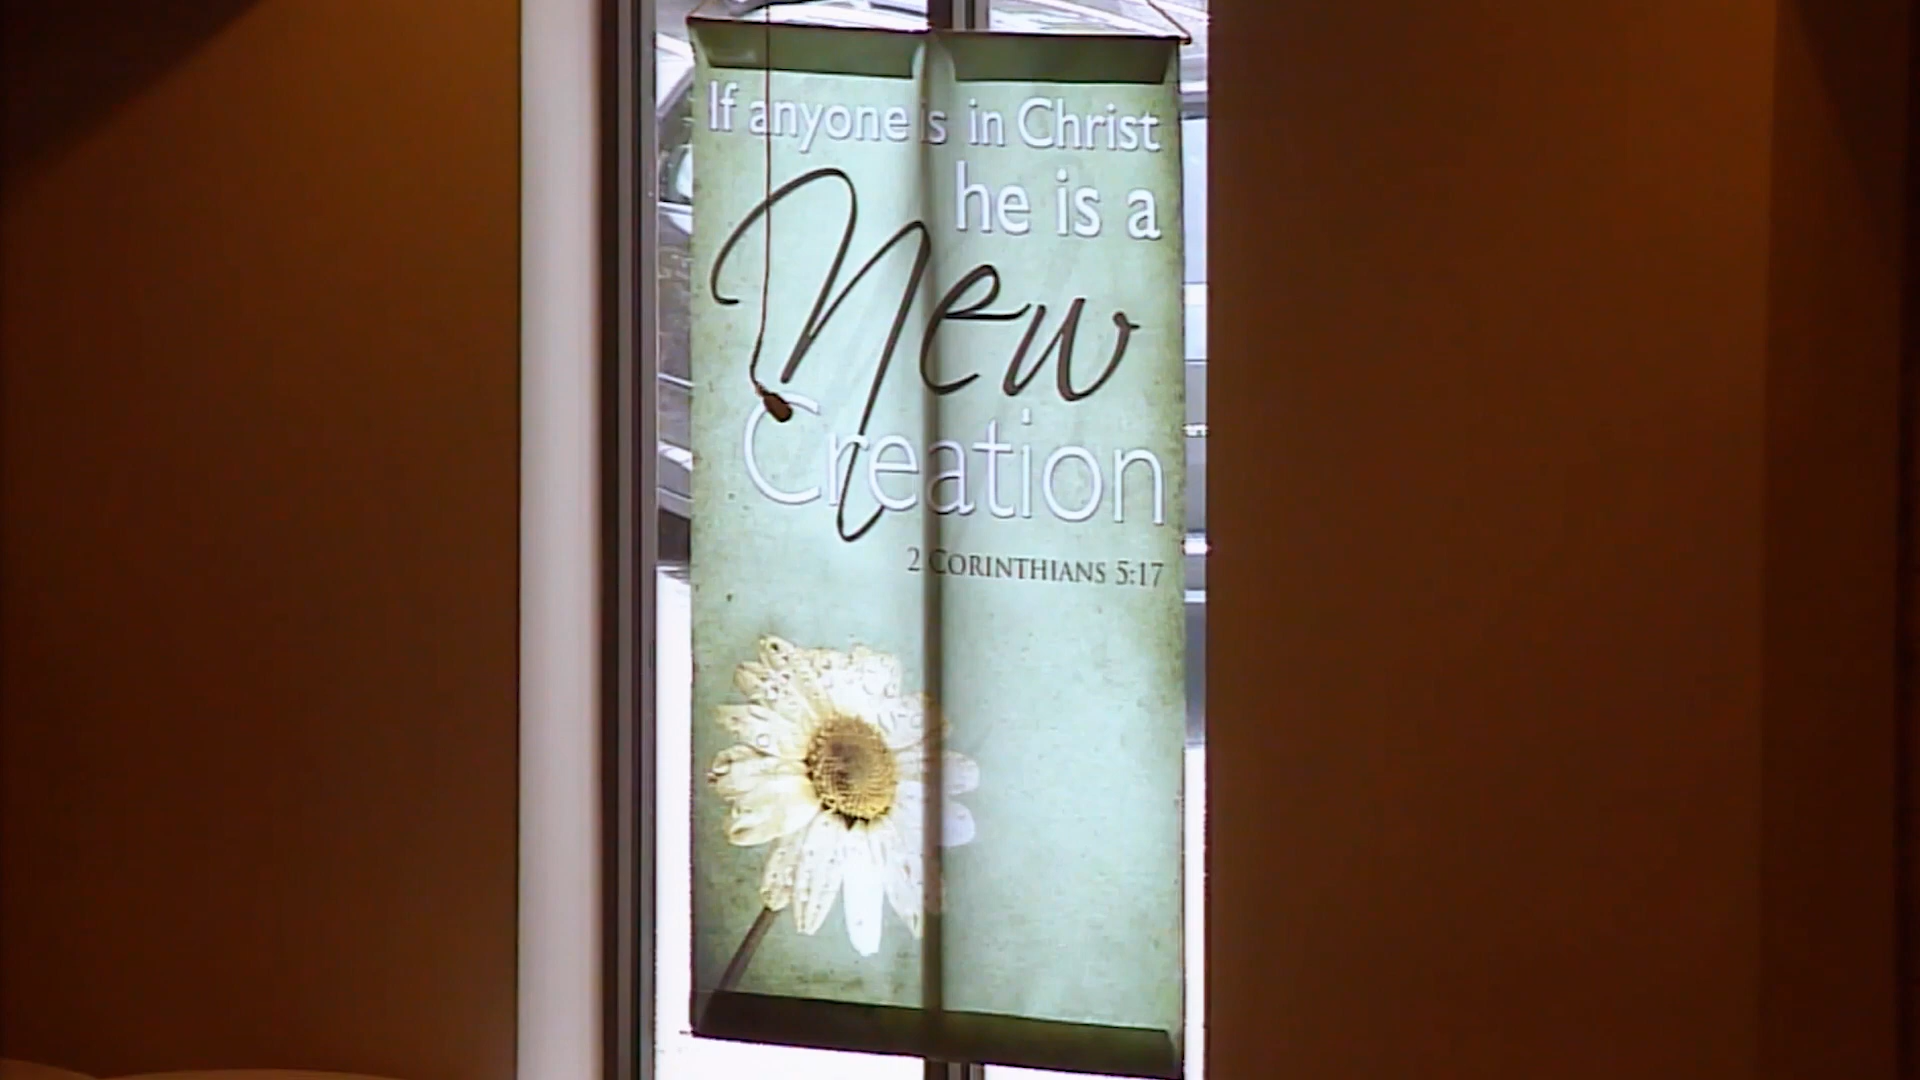 If anyone is in Christ
he is a
New
Creation
2 CORINTHIANS 5:17